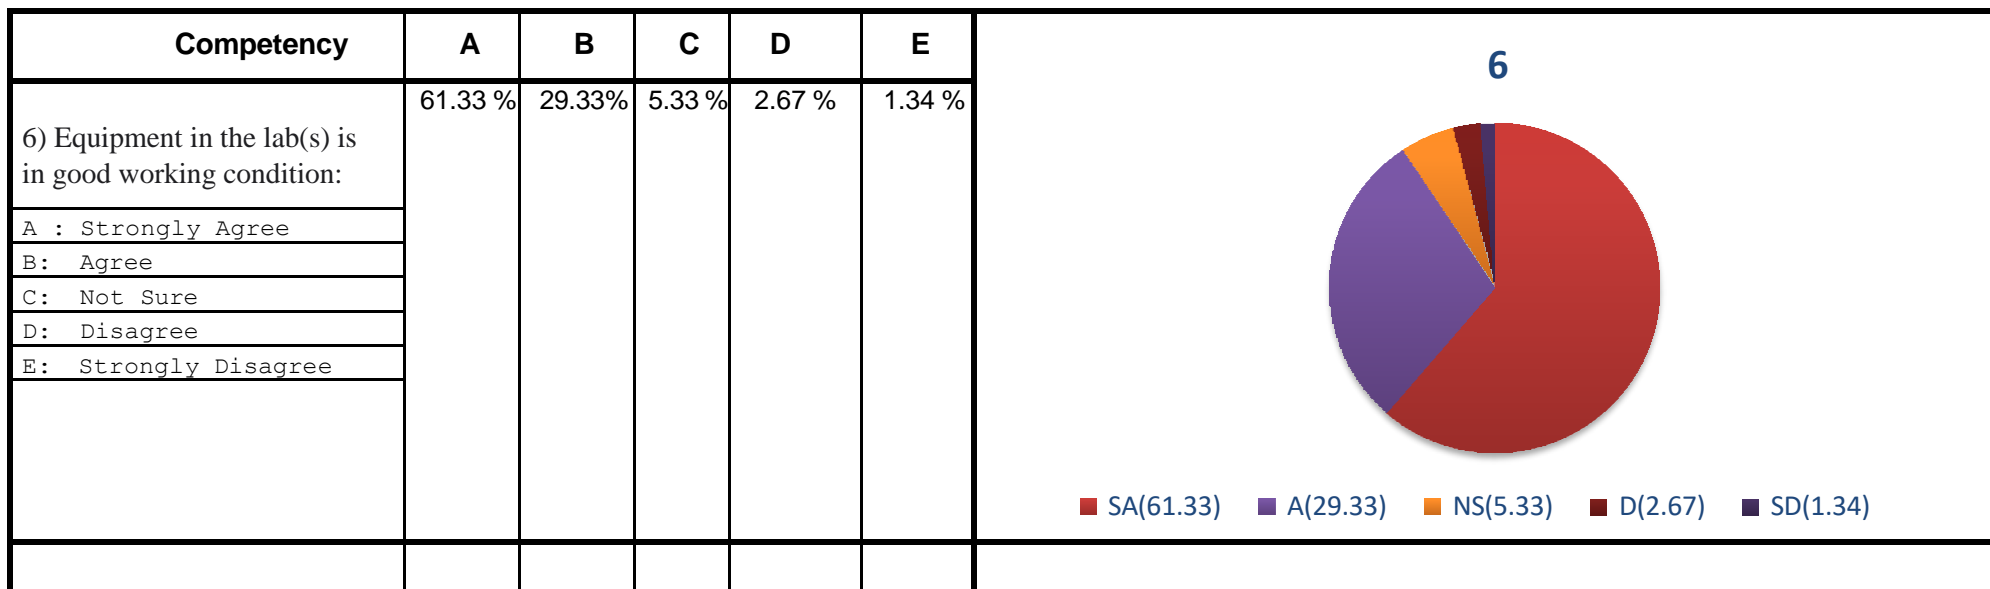 Competency A B C D E
61.33 % 29.33% 5.33 % 2.67 % 1.34 %
6) Equipment in the lab(s) is
in good working condition:
A : Strongly Agree
B: Agree
C: Not Sure
D: Disagree
E: Strongly Disagree
6
SA(61.33) A(29.33) NS(5.33) D(2.67) SD(1.34)